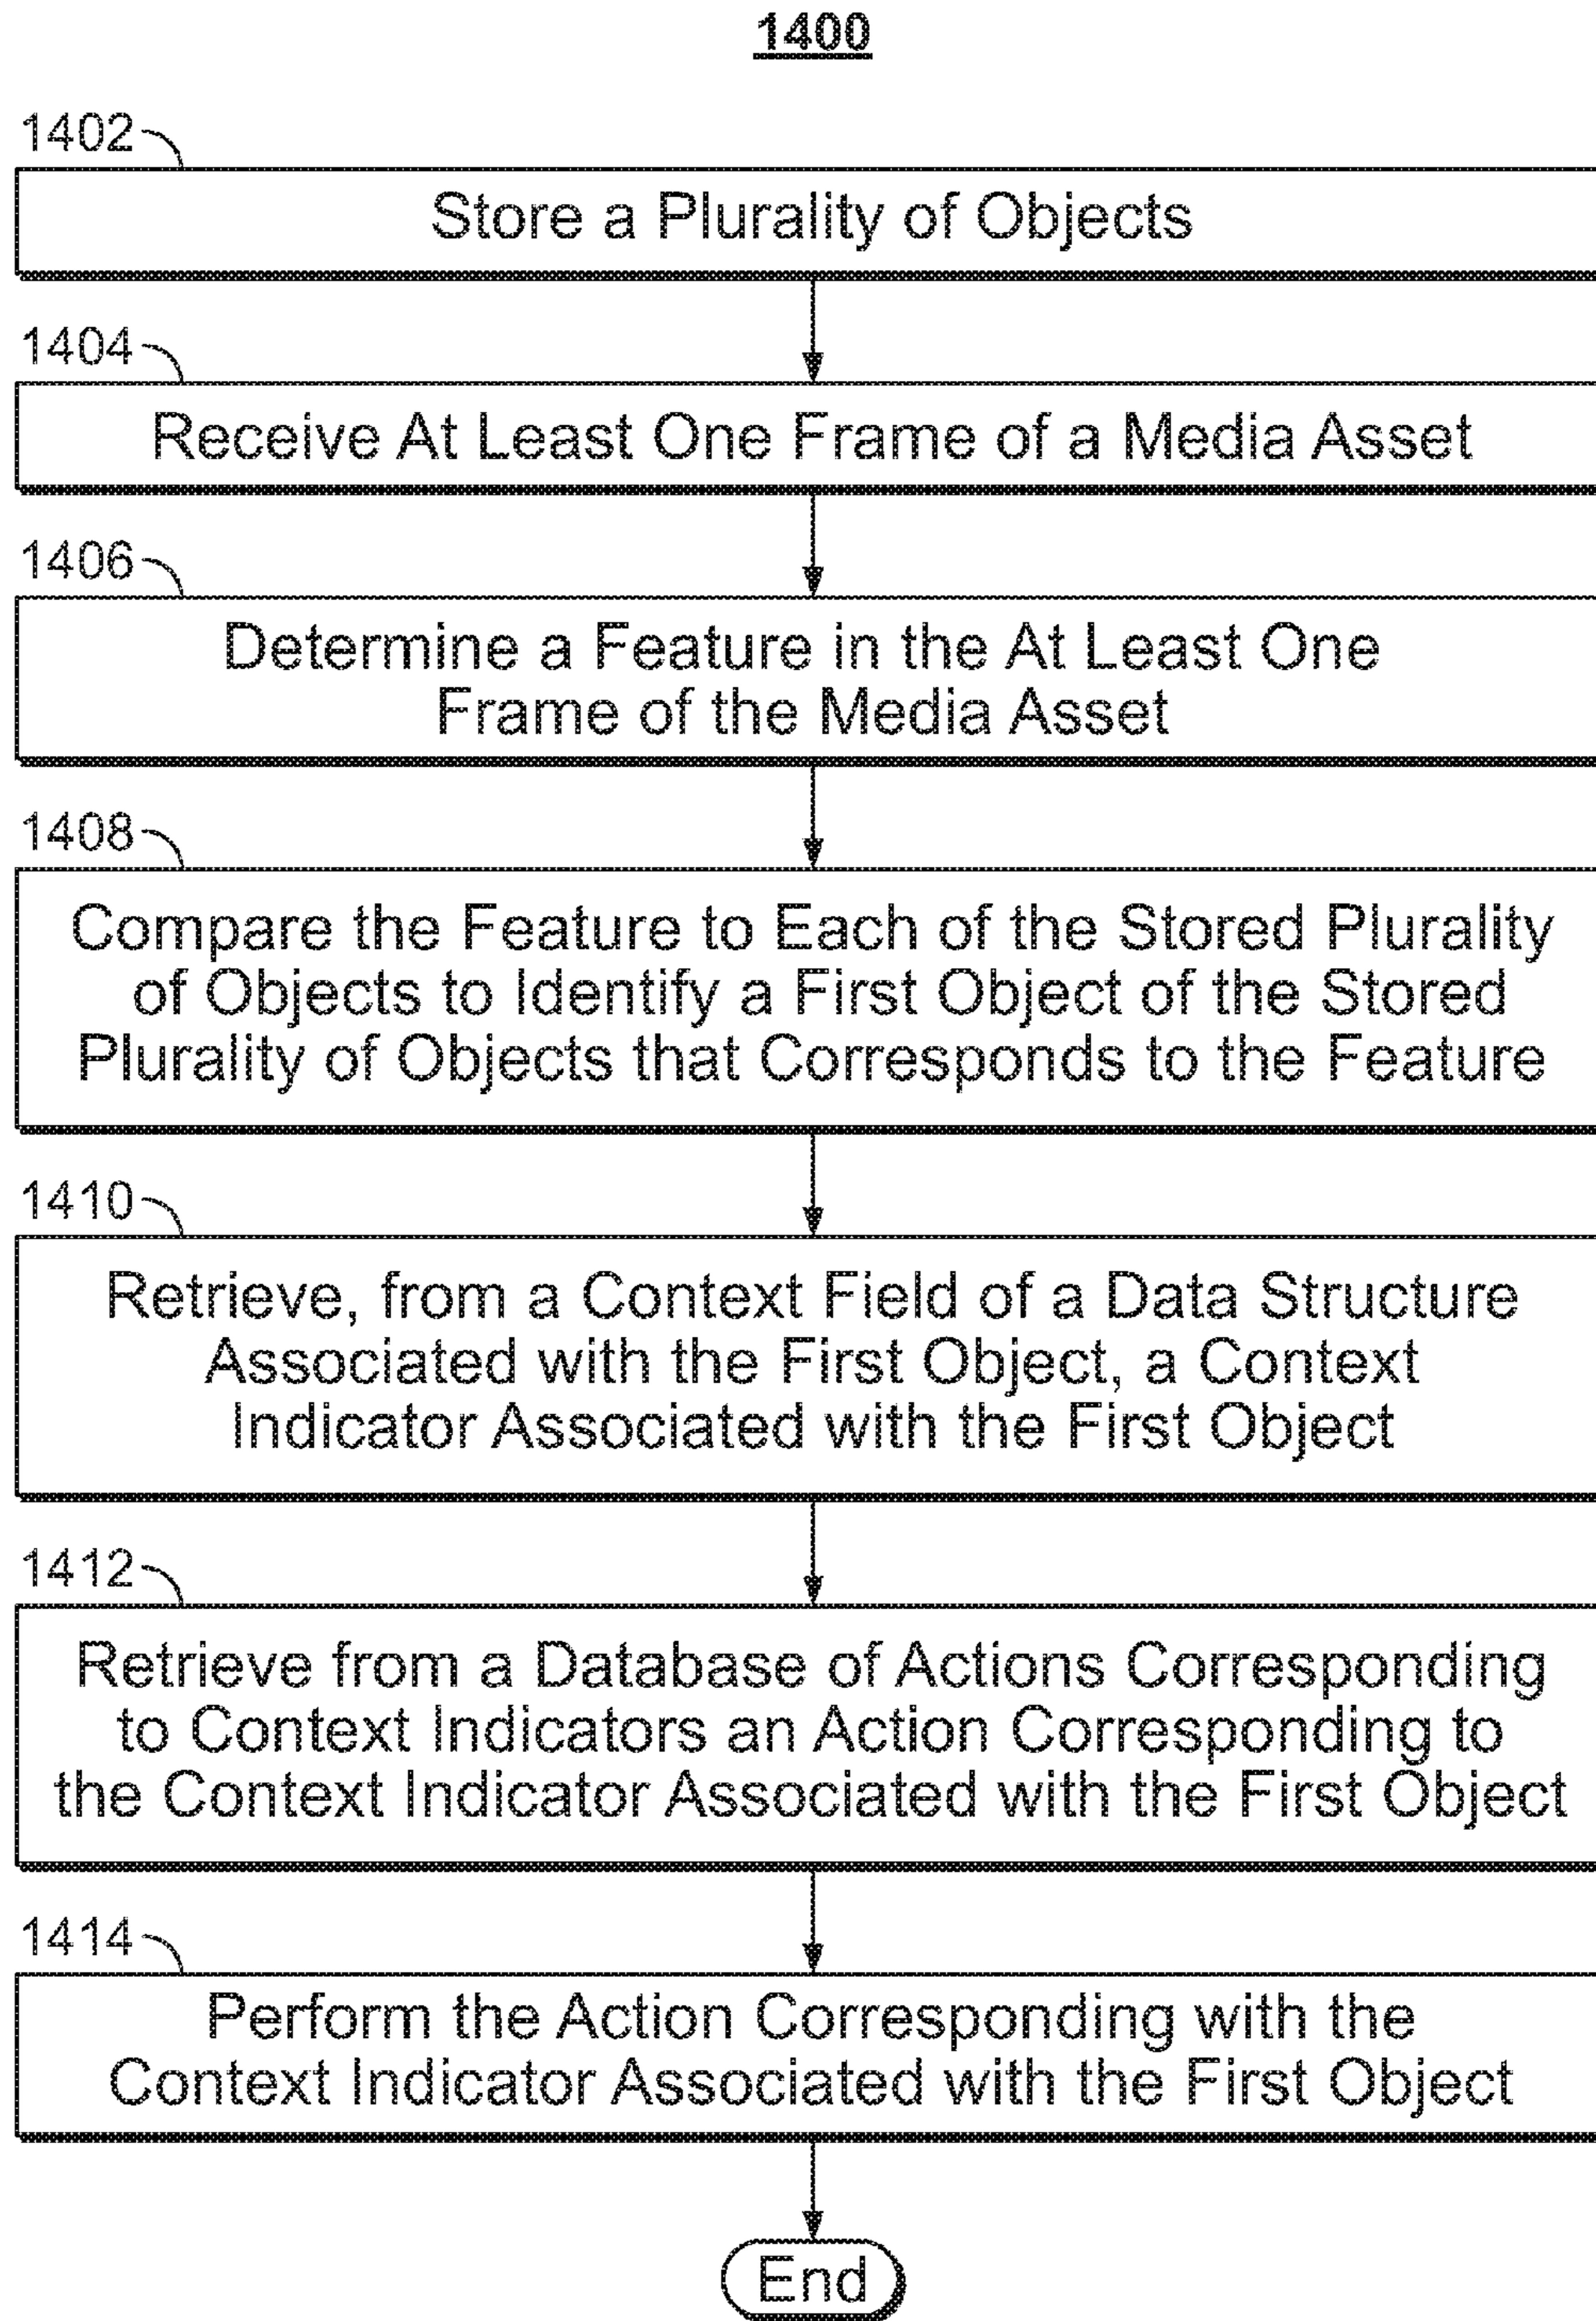 1400
1402
Store a Plurality of Objects
1404
Receive At Least One Frame of a Media Asset
1406
Determine a Feature in the At Least One
Frame of the Media Asset
1408
Compare the Feature to Each of the Stored Plurality
of Objects to Identify a First Object of the Stored
Plurality of Objects that Corresponds to the Feature
1410
Retrieve, from a Context Field of a Data Structure
Associated with the First Object, a Context
Indicator Associated with the First Object
1412
Retrieve from a Database of Actions Corresponding
to Context Indicators an Action Corresponding to
the Context Indicator Associated with the First Object
1414
Perform the Action Corresponding with the
Context Indicator Associated with the First Object
End